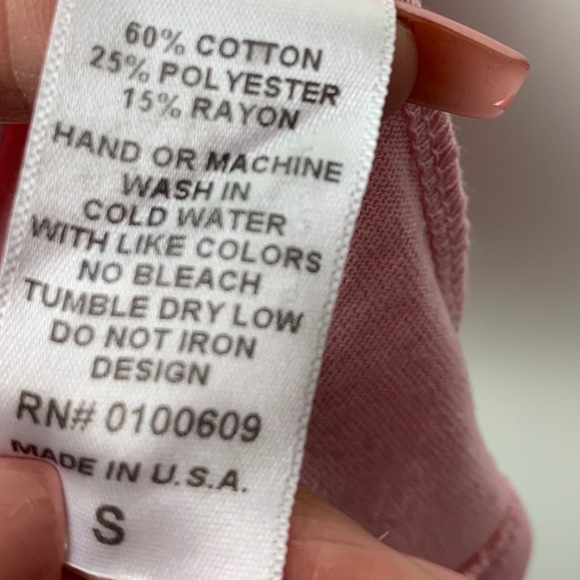 60% COTTON
25% POLYESTER
15% RAYON
HAND OR MACHINE
WASH IN
COLD WATER
WITH LIKE COLORS
NO BLEACH
TUMBLE DRY LOW
DO NOT IRON
DESIGN
RN# 0100609
MADE IN U.S.A.
S